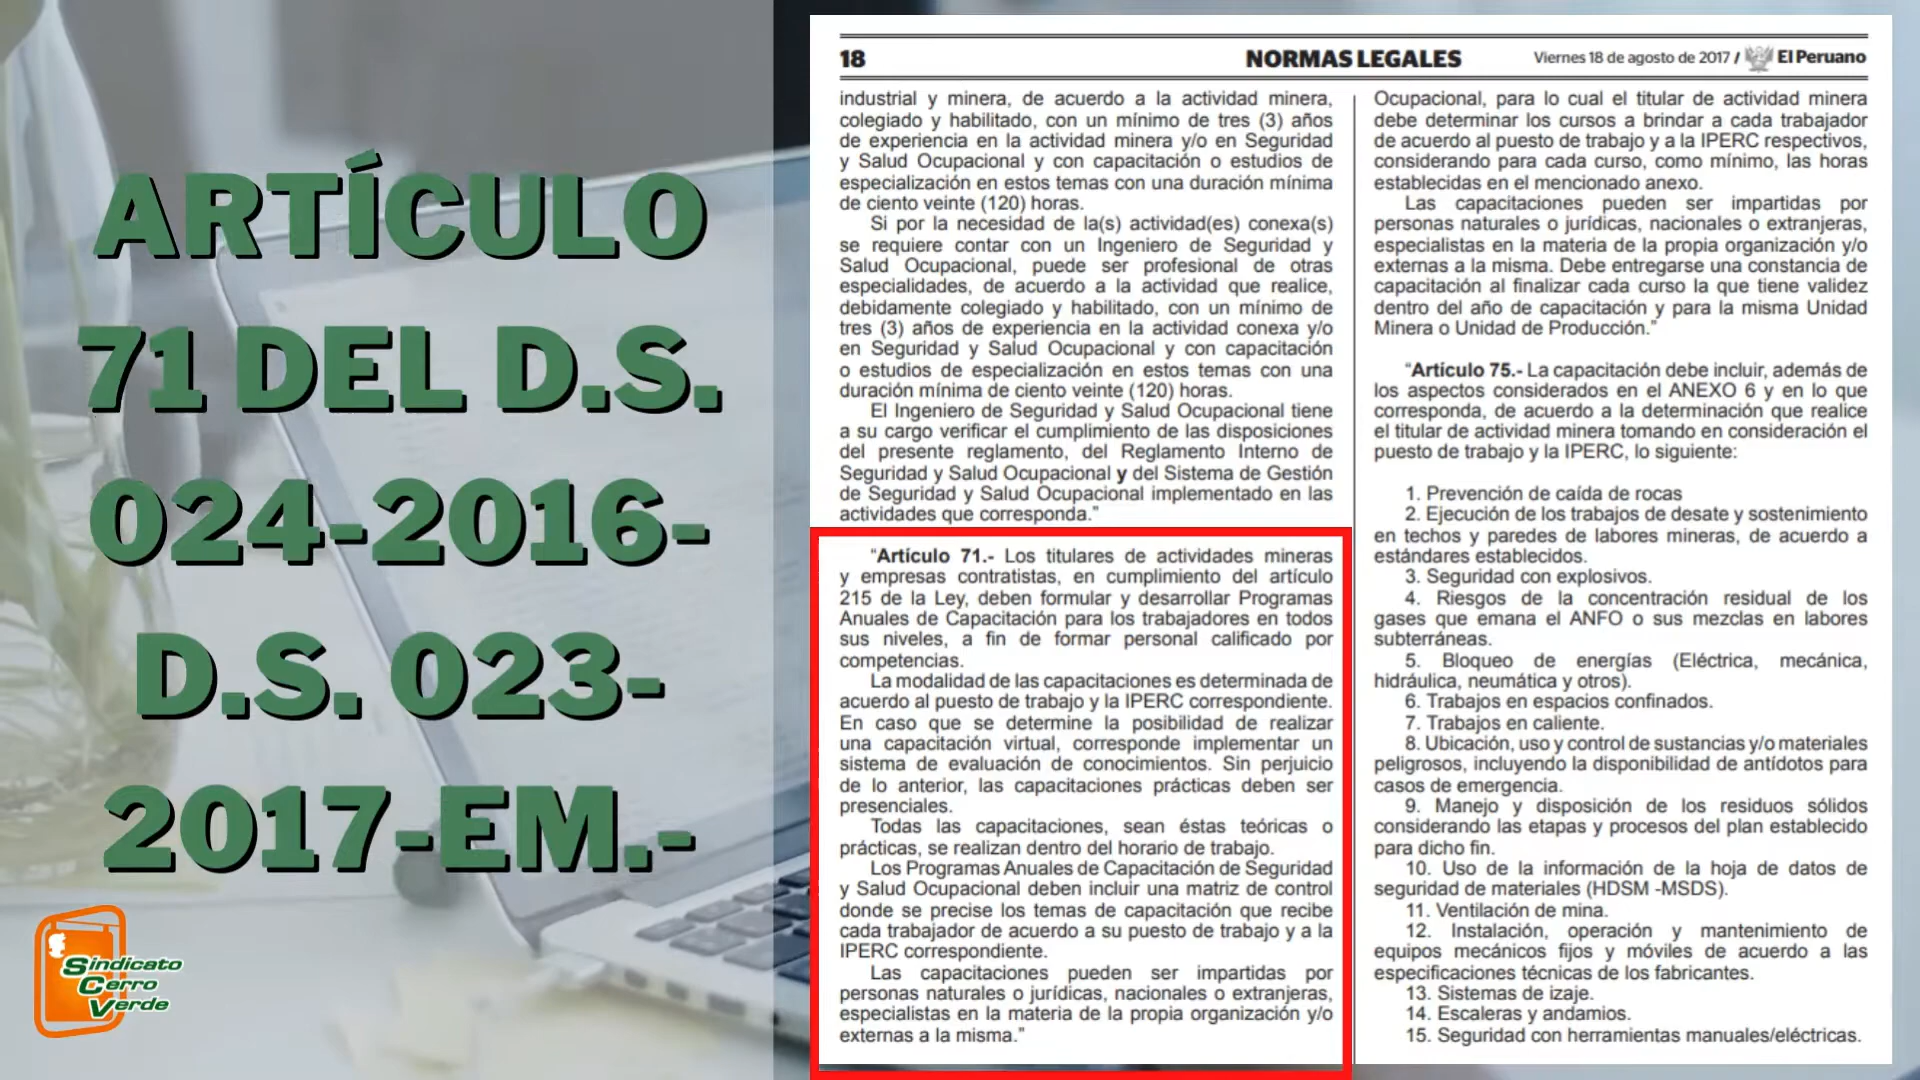 ARTÍCULO
71 DEL D.S.
024-2016-
D.S. 023-
2017-EM.-
Sindicato
Cerro
Verde
18
NORMAS LEGALES
Viernes 18 de agosto de 2017 / El Peruano
industrial y minera, de acuerdo a la actividad minera,
colegiado y habilitado, con un mínimo de tres (3) años
de experiencia en la actividad minera y/o en Seguridad
y Salud Ocupacional y con capacitación o estudios de
especialización en estos temas con una duración mínima
de ciento veinte (120) horas.
Si por la necesidad de la(s) actividad(es) conexa(s)
se requiere contar con un Ingeniero de Seguridad y
Salud Ocupacional, puede ser profesional de otras
especialidades, de acuerdo a la actividad que realice,
debidamente colegiado y habilitado, con un mínimo de
tres (3) años de experiencia en la actividad conexa y/o
en Seguridad y Salud Ocupacional y con capacitación
o estudios de especialización en estos temas con una
duración mínima de ciento veinte (120) horas.
El Ingeniero de Seguridad y Salud Ocupacional tiene
a su cargo verificar el cumplimiento de las disposiciones
del presente reglamento, del Reglamento Interno de
Seguridad y Salud Ocupacional y del Sistema de Gestión
de Seguridad y Salud Ocupacional implementado en las
actividades que corresponda.”
“Artículo 71.- Los titulares de actividades mineras
y empresas contratistas, en cumplimiento del artículo
215 de la Ley, deben formular y desarrollar Programas
Anuales de Capacitación para los trabajadores en todos
sus niveles, a fin de formar personal calificado por
competencias.
La modalidad de las capacitaciones es determinada de
acuerdo al puesto de trabajo y la IPERC correspondiente.
En caso que se determine la posibilidad de realizar
una capacitación virtual, corresponde implementar un
sistema de evaluación de conocimientos. Sin perjuicio
de lo anterior, las capacitaciones prácticas deben ser
presenciales.
Todas las capacitaciones, sean éstas teóricas o
prácticas, se realizan dentro del horario de trabajo.
Los Programas Anuales de Capacitación de Seguridad
y Salud Ocupacional deben incluir una matriz de control
donde se precise los temas de capacitación que recibe
cada trabajador de acuerdo a su puesto de trabajo y a la
IPERC correspondiente.
Las capacitaciones pueden ser impartidas por
personas naturales o jurídicas, nacionales o extranjeras,
especialistas en la materia de la propia organización y/o
externas a la misma.”
Ocupacional, para lo cual el titular de actividad minera
debe determinar los cursos a brindar a cada trabajador
de acuerdo al puesto de trabajo y a la IPERC respectivos,
considerando para cada curso, como mínimo, las horas
establecidas en el mencionado anexo.
Las capacitaciones pueden ser impartidas por
personas naturales o jurídicas, nacionales o extranjeras,
especialistas en la materia de la propia organización y/o
externas a la misma. Debe entregarse una constancia de
capacitación al finalizar cada curso la que tiene validez
dentro del año de capacitación y para la misma Unidad
Minera o Unidad de Producción.”
“Artículo 75.- La capacitación debe incluir, además de
los aspectos considerados en el ANEXO 6 y en lo que
corresponda, de acuerdo a la determinación que realice
el titular de actividad minera tomando en consideración el
puesto de trabajo y la IPERC, lo siguiente:
1. Prevención de caída de rocas
2. Ejecución de los trabajos de desate y sostenimiento
en techos y paredes de labores mineras, de acuerdo a
estándares establecidos.
3. Seguridad con explosivos.
4. Riesgos de la concentración residual de los
gases que emana el ANFO o sus mezclas en labores
subterráneas.
5. Bloqueo de energías (Eléctrica, mecánica,
hidráulica, neumática y otros).
6. Trabajos en espacios confinados.
7. Trabajos en caliente.
8. Ubicación, uso y control de sustancias y/o materiales
peligrosos, incluyendo la disponibilidad de antídotos para
casos de emergencia.
9. Manejo y disposición de los residuos sólidos
considerando las etapas y procesos del plan establecido
para dicho fin.
10. Uso de la información de la hoja de datos de
seguridad de materiales (HDSM -MSDS).
11. Ventilación de mina.
12. Instalación, operación y mantenimiento de
equipos mecánicos fijos y móviles de acuerdo a las
especificaciones técnicas de los fabricantes.
13. Sistemas de izaje.
14. Escaleras y andamios.
15. Seguridad con herramientas manuales/eléctricas.